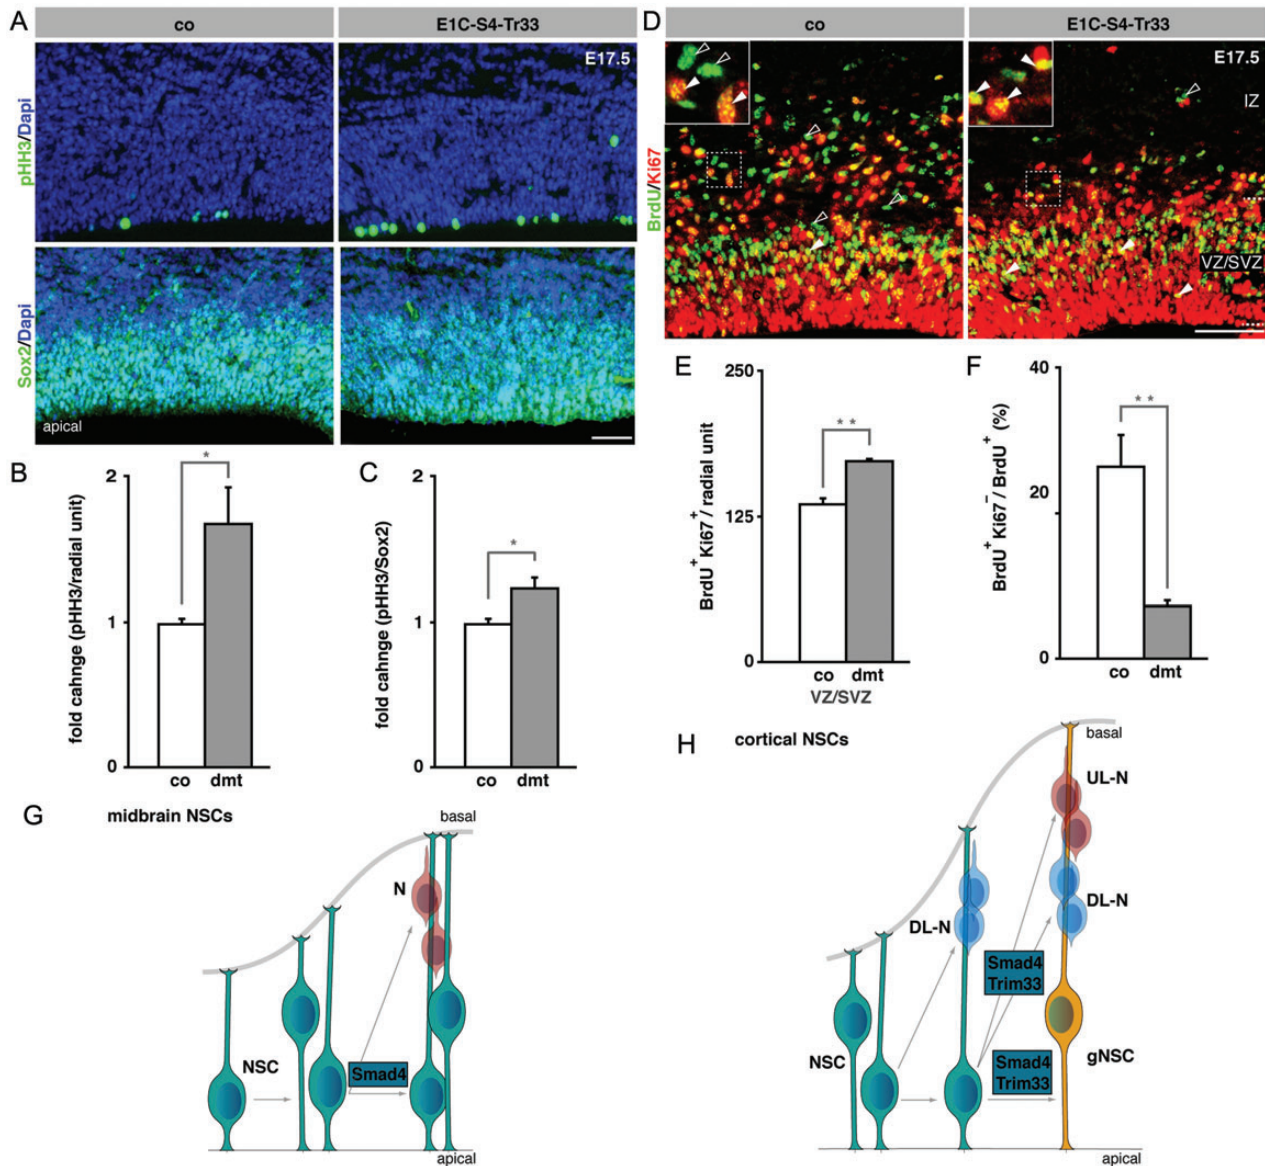 A
co
E1C-S4-Tr33
E17.5
pHH3/Dapi
Sox2/Dapi
apical
B
2
1
0
fold cahnge (pHH3/radial unit)
*
co dmt
C
2
1
0
fold cahnge (pHH3/Sox2)
*
co dmt
D
co
E1C-S4-Tr33
E17.5
IZ
BrdU/Ki67
VZ/SVZ
E
250
125
0
BrdU+ Ki67+/ radial unit
* *
co dmt
VZ/SVZ
F
40
20
0
BrdU+ Ki67-/ BrdU+ (%)
* *
co dmt
G
midbrain NSCs
basal
N
NSC
Smad4
apical
H
cortical NSCs
basal
UL-N
DL-N
DL-N
Smad4
Trim33
NSC
Smad4
Trim33
gNSC
apical